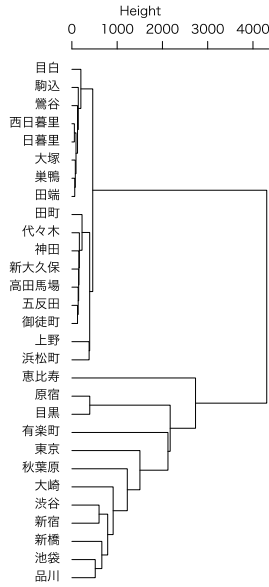 Height
0 1000 2000 3000 4000
目白
駒込
鶯谷
西日暮里
日暮里
大塚
巣鴨
田端
田町
代々木
神田
新大久保
高田馬場
五反田
御徒町
上野
浜松町
恵比寿
原宿
目黒
有楽町
東京
秋葉原
大崎
渋谷
新宿
新橋
池袋
品川